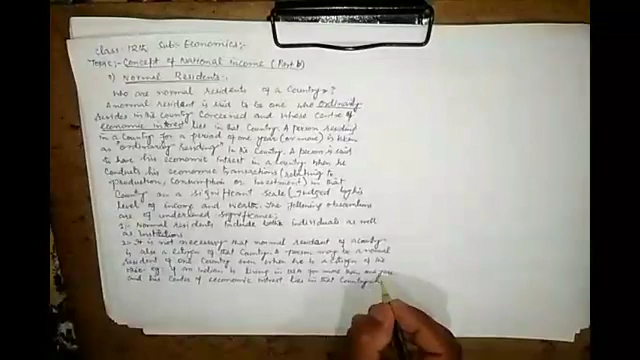 Class: 12th Sub:- Economics:-
Topic:- Concept of National income (Part b)
Normal Residents:-
Who are normal residents of a country?
A normal resident is said to be one who ordinarily
resides in the country concerned and whose centre of
economic interest lies in that country. A person residing
in a country for a period of one year (or more) is taken
as "ordinarily residing" in the country. A person is said
to have his economic interest in a country when he
conducts his economic transactions (relating to
production, consumption or investment) in that
country on a significant scale (judged by his
level of income and wealth. The following observations
are of underlined significance;
1:- Normal residents include both individuals as well
as institutions
2:- It is not necessary that normal resident of a country
is also a citizen of that country. A person may be a normal
resident of one country even when he is a citizen of the
other eg. if an Indian is living in USA for more than one year
and his center of economic interest lies in that country